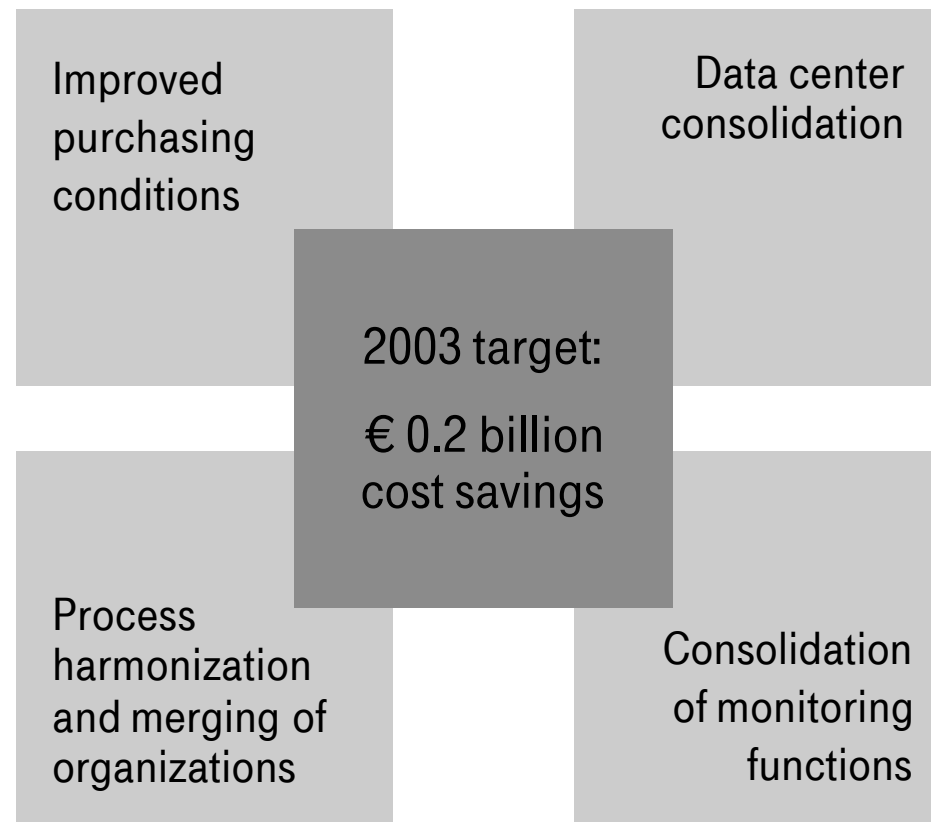 Improved
purchasing
conditions
Data center
consolidation
2003 target:
€ 0.2 billion
cost savings
Process
harmonization
and merging of
organizations
Consolidation
of monitoring
functions